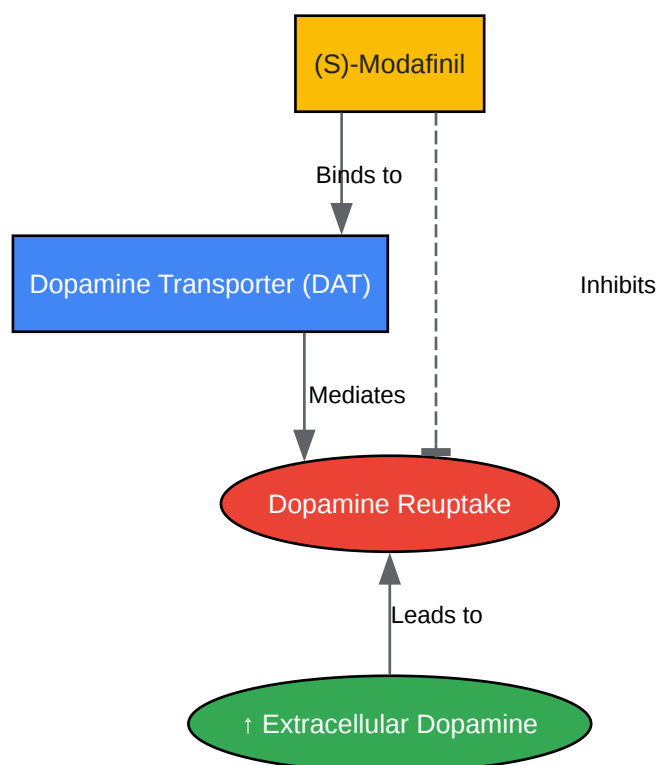 (S)-Modafinil
Binds to
Dopamine Transporter (DAT)
Inhibits
Mediates
Dopamine Reuptake
Leads to
↑ Extracellular Dopamine